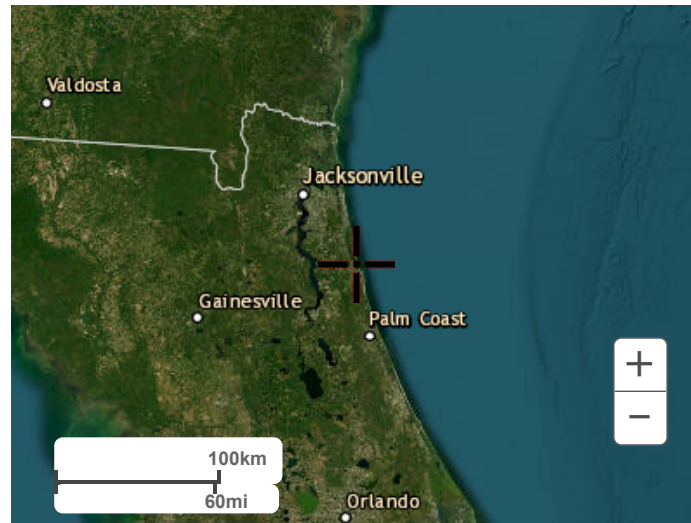 Valdosta
Jacksonville
Gainesville
Palm Coast
+
−
100km
60mi
Orlando